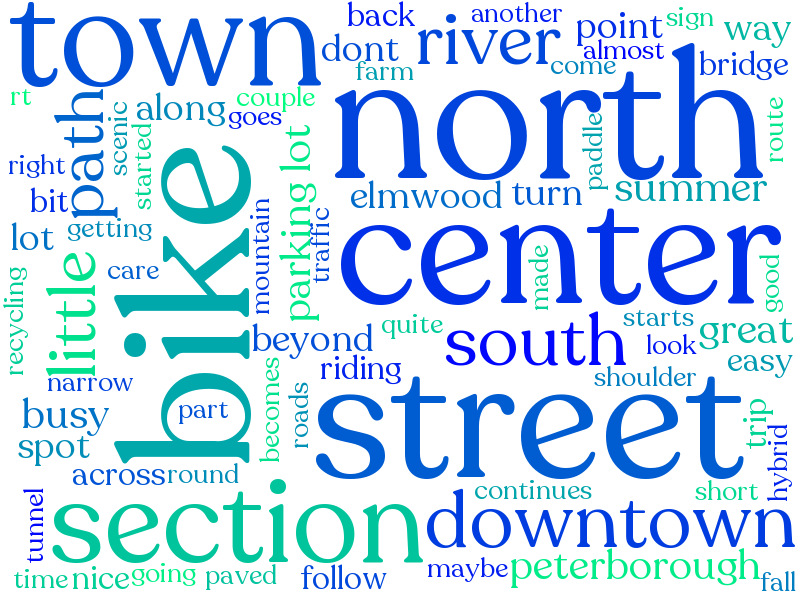 town
back
another
dont
river
point
sign
way
farm
come
almost
bridge
rt
path
scenic
along
couple
goes
started
north
route
paddle
right
bit
bike
parking lot
elmwood
turn
summer
lot
getting
mountain
traffic
center
care
recycling
little
made
good
beyond
quite
south
starts
look
great
easy
narrow
riding
shoulder
busy
part
becomes
roads
street
trip
hybrid
spot
across
round
tunnel
section
continues
short
downtown
time
nice
going
paved
follow
maybe
peterborough
fall